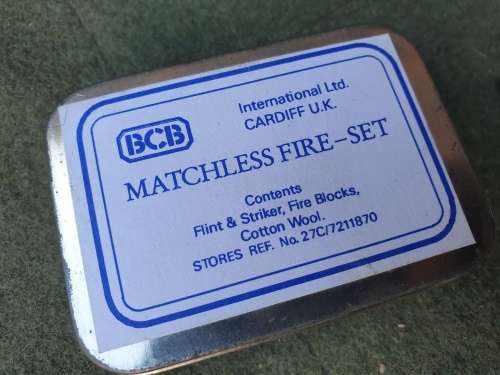 BCB
International Ltd.
CARDIFF U.K.
MATCHLESS FIRE-SET
Contents
Flint & Striker, Fire Blocks,
Cotton Wool.
STORES REF. No. 27C/7211870